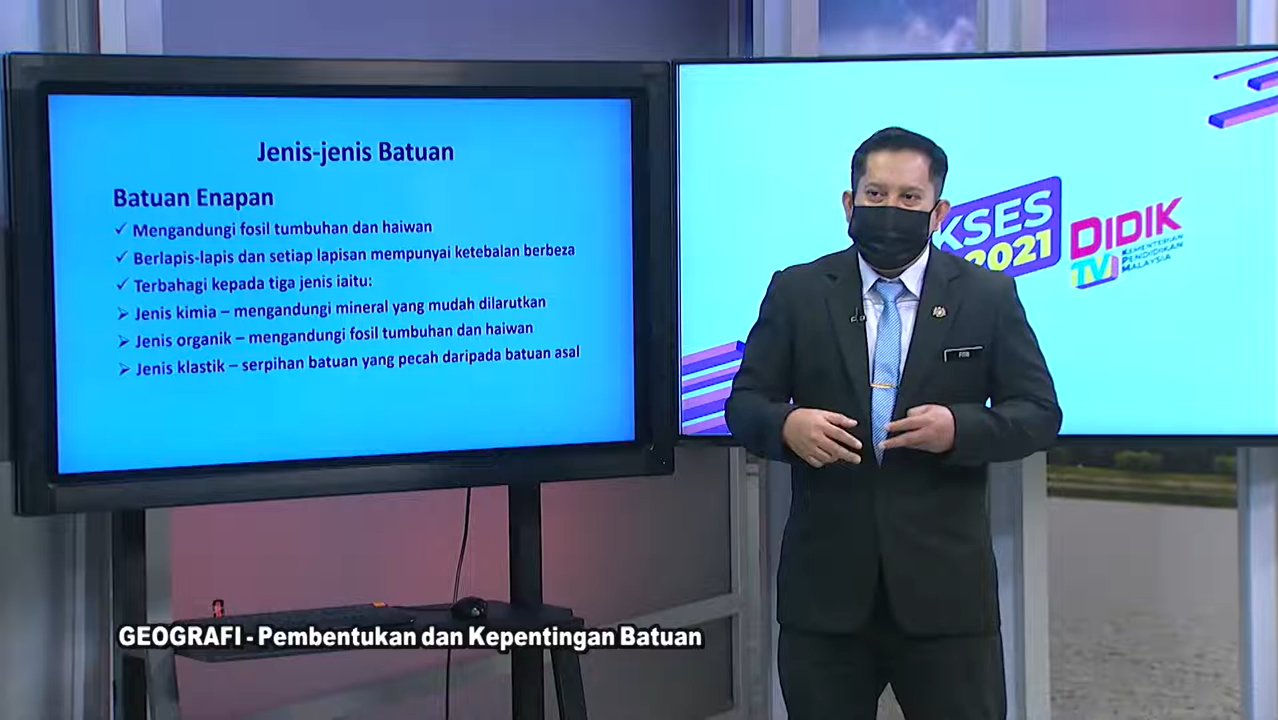 Jenis-jenis Batuan
Batuan Enapan
✓ Mengandungi fosil tumbuhan dan haiwan
✓ Berlapis-lapis dan setiap lapisan mempunyai ketebalan berbeza
✓ Terbahagi kepada tiga jenis iaitu:
➢ Jenis kimia – mengandungi mineral yang mudah dilarutkan
➢ Jenis organik – mengandungi fosil tumbuhan dan haiwan
➢ Jenis klastik – serpihan batuan yang pecah daripada batuan asal
KSES
2021
DIDIK
TV
KEMENTERIAN
PENDIDIKAN
MALAYSIA
GEOGRAFI - Pembentukan dan Kepentingan Batuan